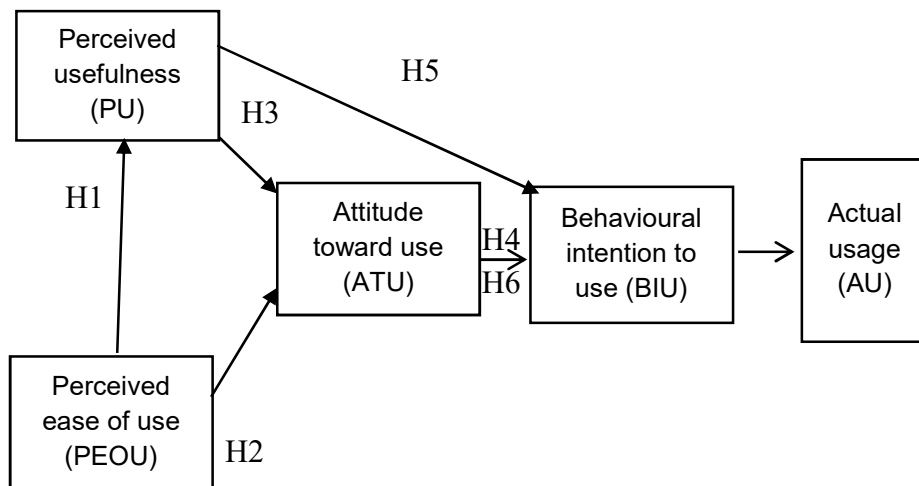 Perceived
usefulness
(PU)
H5
H3
H1
Attitude
toward use
(ATU)
H4
H6
Behavioural
intention to
use (BIU)
Actual
usage
(AU)
Perceived
ease of use
(PEOU)
H2